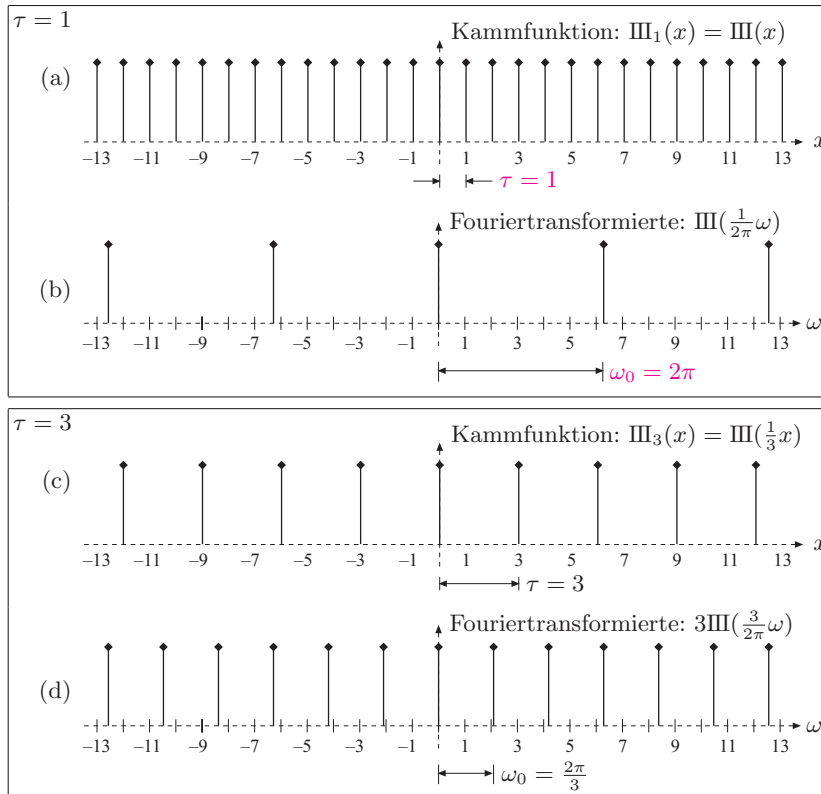 τ = 1
Kammfunktion: Ш₁(x) = Ш(x)
(a)
–13 –11 –9 –7 –5 –3 –1 1 3 5 7 9 11 13 x
τ = 1
Fouriertransformierte: Ш(\frac{1}{2π}ω)
(b)
–13 –11 –9 –7 –5 –3 –1 1 3 5 7 9 11 13 ω
ω₀ = 2π
τ = 3
Kammfunktion: Ш₃(x) = Ш(\frac{1}{3}x)
(c)
–13 –11 –9 –7 –5 –3 –1 1 3 5 7 9 11 13 x
τ = 3
Fouriertransformierte: 3Ш(\frac{3}{2π}ω)
(d)
–13 –11 –9 –7 –5 –3 –1 1 3 5 7 9 11 13 ω
ω₀ = \frac{2π}{3}